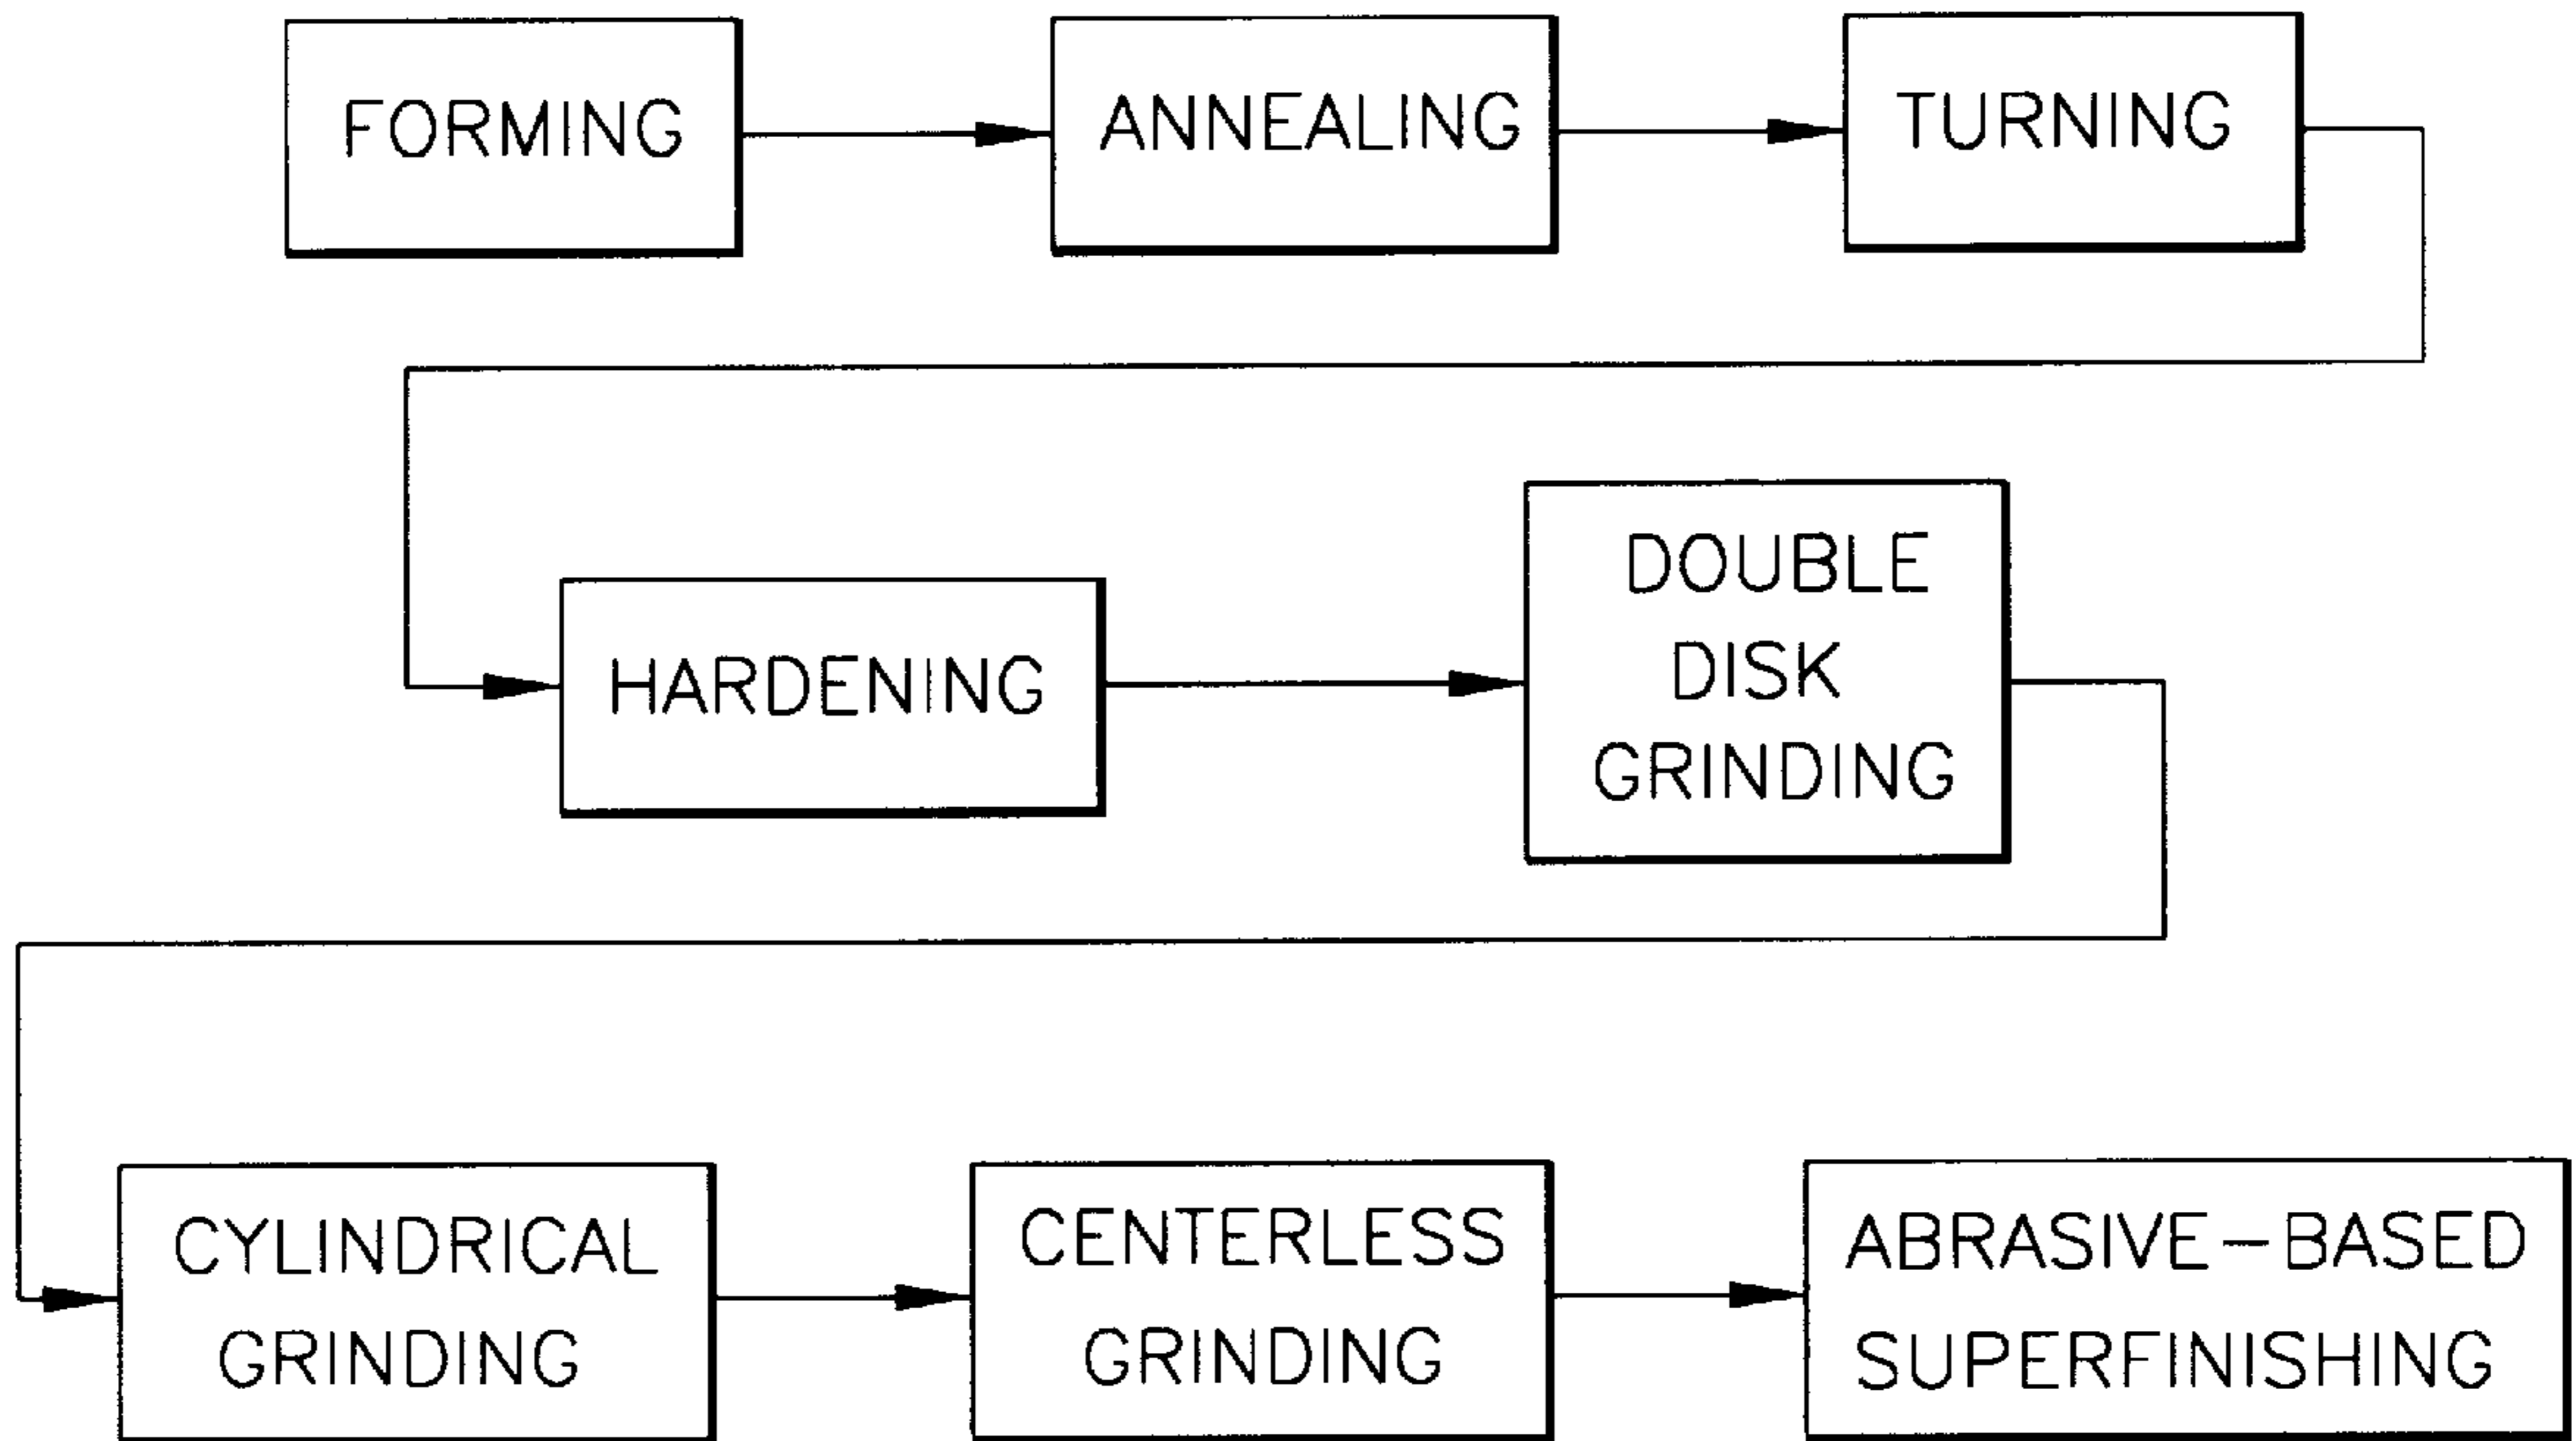 FORMING
ANNEALING
TURNING
HARDENING
DOUBLE
DISK
GRINDING
CYLINDRICAL
GRINDING
CENTERLESS
GRINDING
ABRASIVE-BASED
SUPERFINISHING